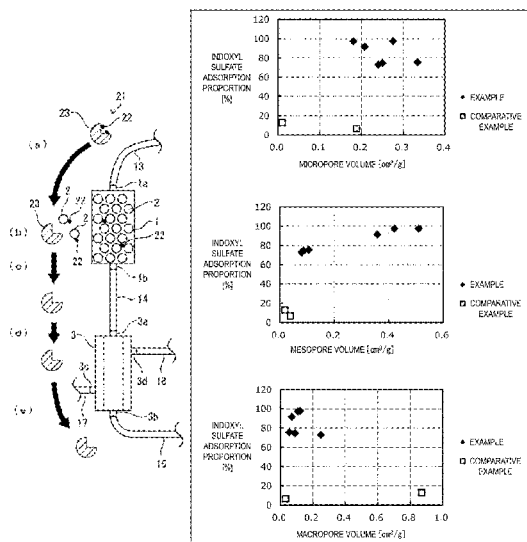 21
23
22
(a)
13
1a
2
2
23
22
2
1
(b)
22
22
1b
(c)
14
3a
3
(d)
3d
18
3c
(e)
17
3b
15
INDOXYL
SULFATE
ADSORPTION
PROPORTION
[%]
120
100
80
60
40
20
0
0.0 0.1 0.2 0.3 0.4
MICROPORE VOLUME [cm³/g]
◆ EXAMPLE
□ COMPARATIVE
EXAMPLE
INDOXYL
SULFATE
ADSORPTION
PROPORTION
[%]
120
100
80
60
40
20
0
0.0 0.2 0.4 0.6
MESOPORE VOLUME [cm³/g]
◆ EXAMPLE
□ COMPARATIVE
EXAMPLE
INDOXYL
SULFATE
ADSORPTION
PROPORTION
[%]
120
100
80
60
40
20
0
0.0 0.2 0.4 0.6 0.8 1.0
MACROPORE VOLUME [cm³/g]
◆ EXAMPLE
□ COMPARATIVE
EXAMPLE